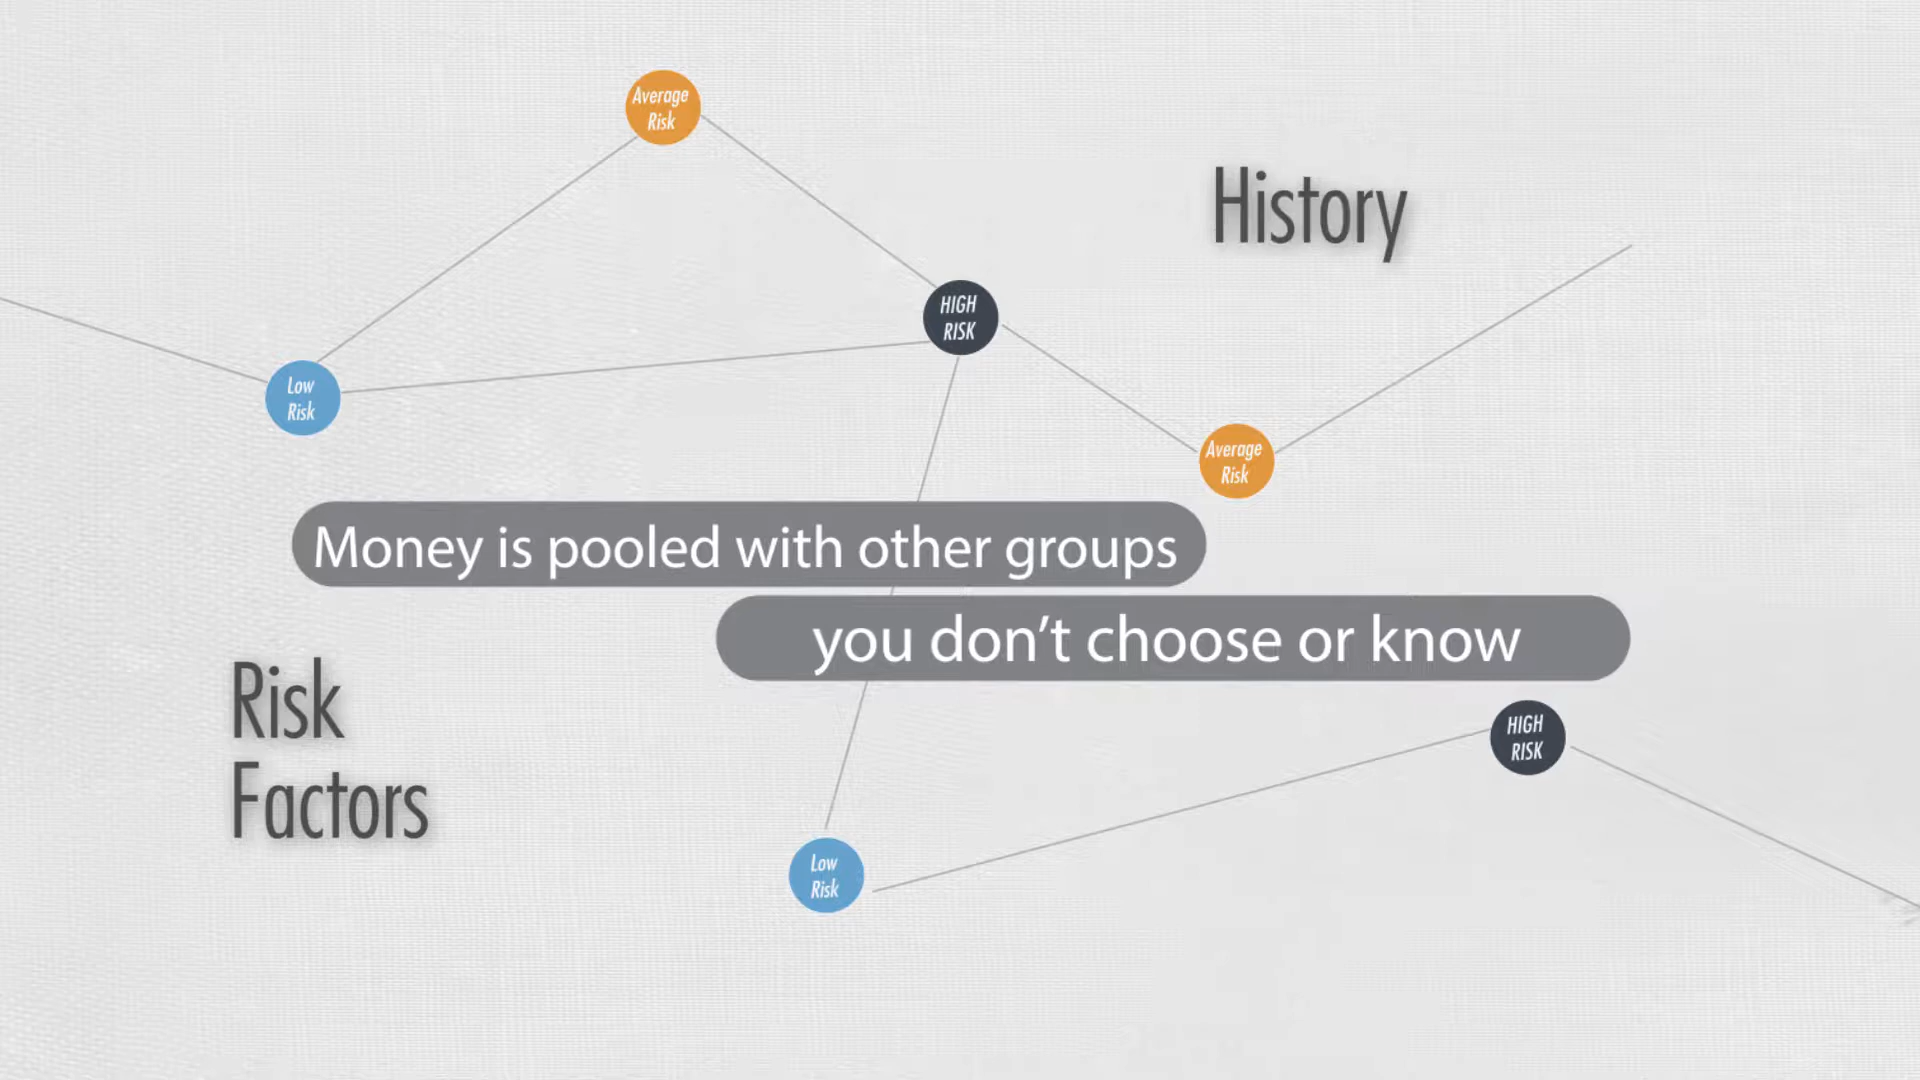 Average
Risk
History
HIGH
RISK
Low
Risk
Average
Risk
Money is pooled with other groups
you don't choose or know
Risk
Factors
HIGH
RISK
Low
Risk